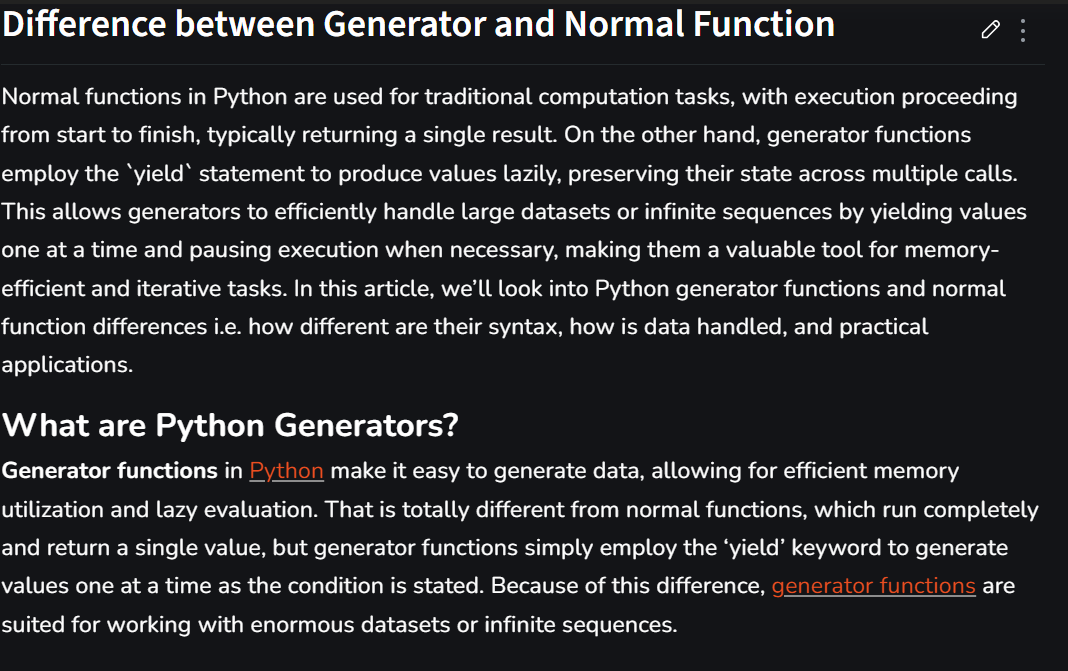 Difference between Generator and Normal Function
Normal functions in Python are used for traditional computation tasks, with execution proceeding
from start to finish, typically returning a single result. On the other hand, generator functions
employ the `yield` statement to produce values lazily, preserving their state across multiple calls.
This allows generators to efficiently handle large datasets or infinite sequences by yielding values
one at a time and pausing execution when necessary, making them a valuable tool for memory-
efficient and iterative tasks. In this article, we’ll look into Python generator functions and normal
function differences i.e. how different are their syntax, how is data handled, and practical
applications.
What are Python Generators?
Generator functions in Python make it easy to generate data, allowing for efficient memory
utilization and lazy evaluation. That is totally different from normal functions, which run completely
and return a single value, but generator functions simply employ the ‘yield’ keyword to generate
values one at a time as the condition is stated. Because of this difference, generator functions are
suited for working with enormous datasets or infinite sequences.